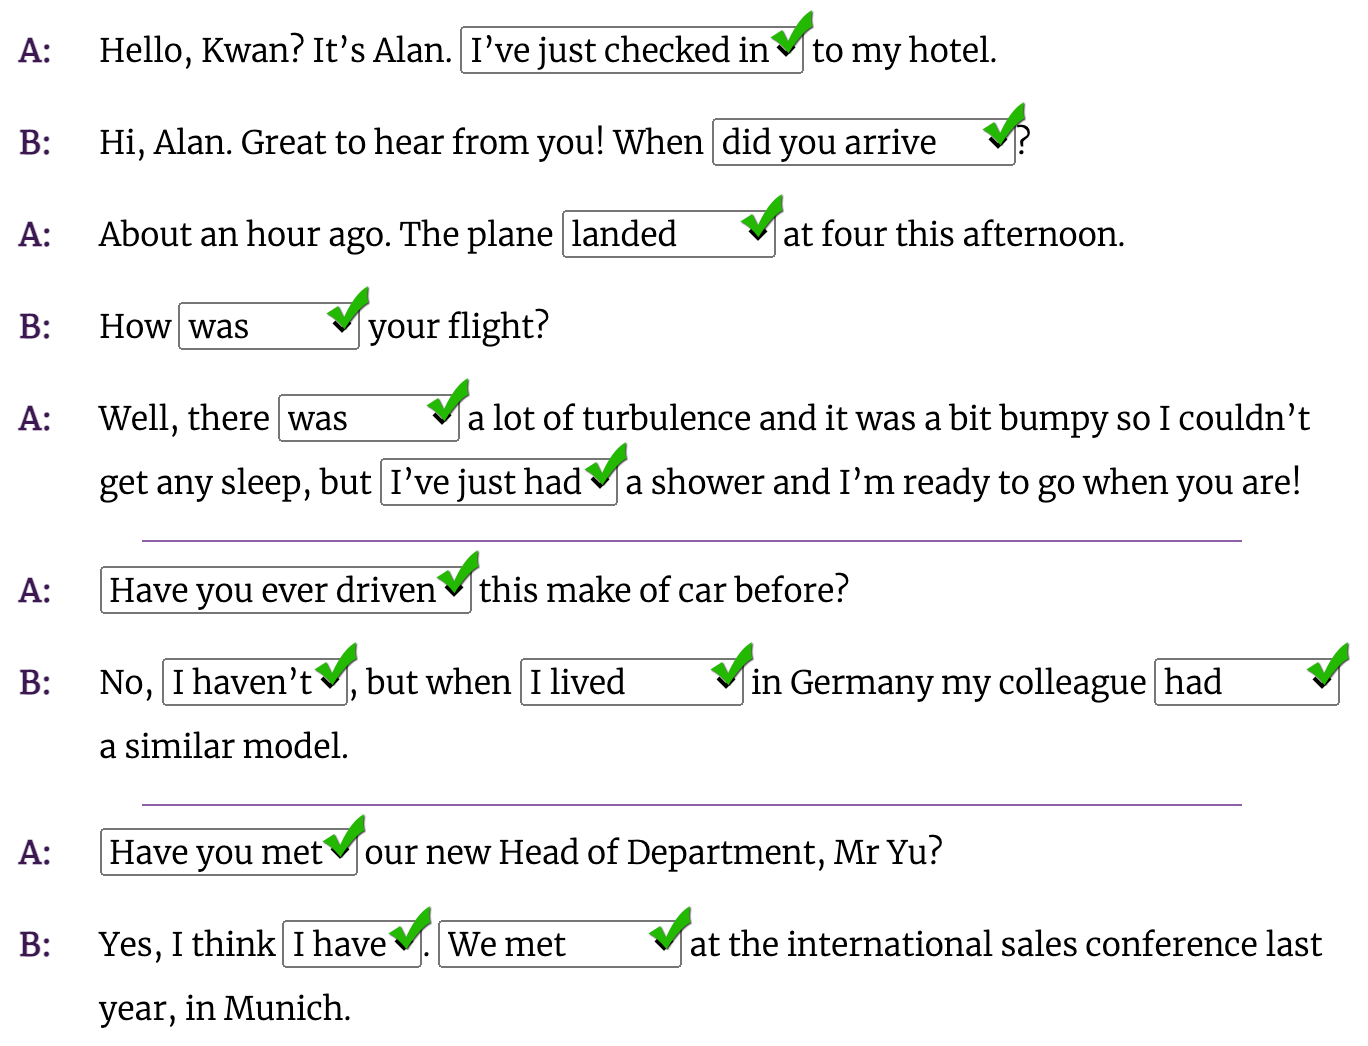 A: Hello, Kwan? It’s Alan. I’ve just checked in to my hotel.
B: Hi, Alan. Great to hear from you! When did you arrive ?
A: About an hour ago. The plane landed at four this afternoon.
B: How was your flight?
A: Well, there was a lot of turbulence and it was a bit bumpy so I couldn’t
get any sleep, but I’ve just had a shower and I’m ready to go when you are!
A: Have you ever driven this make of car before?
B: No, I haven’t , but when I lived in Germany my colleague had
a similar model.
A: Have you met our new Head of Department, Mr Yu?
B: Yes, I think I have . We met at the international sales conference last
year, in Munich.